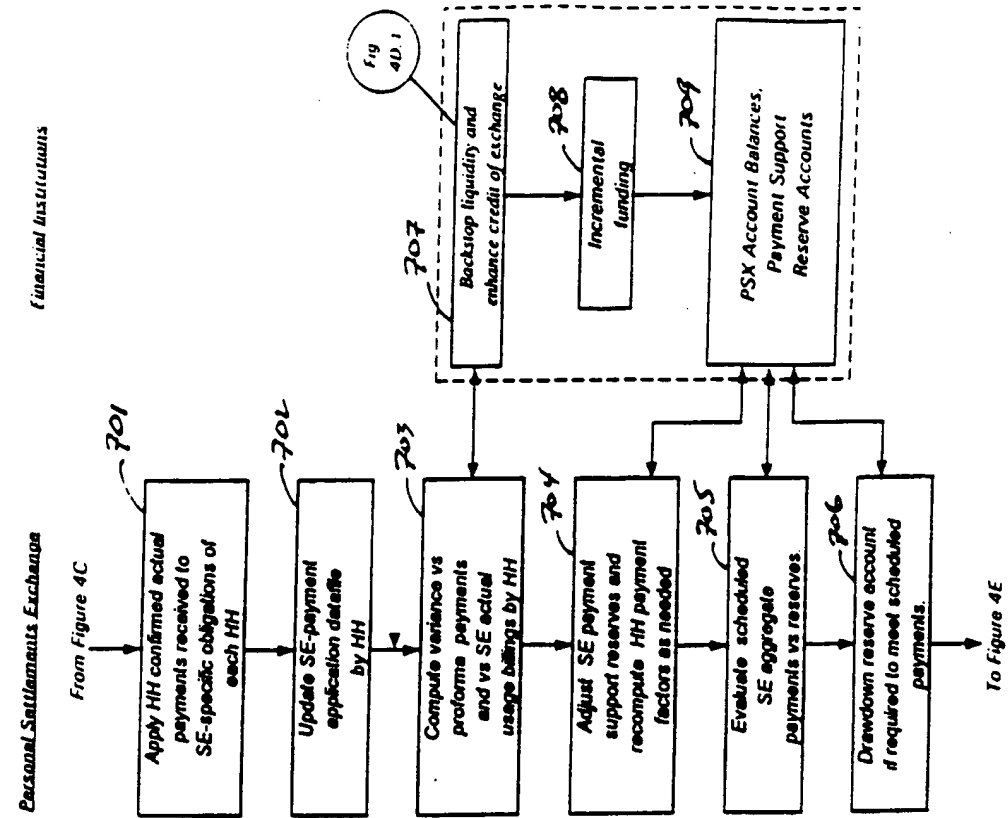 Personal Settlements Exchange
Financial Institutions
From Figure 4C
701
Apply HH confirmed actual
payments received to
SE-specific obligations of
each HH
702
Update SE-payment
application datafile
by HH
703
Compute variance vs
proforma payments
and vs SE actual
usage billings by HH
704
Adjust SE payment
support reserves and
recompute HH payment
factors as needed
705
Evaluate scheduled
SE aggregate
payments vs reserves.
706
Drawdown reserve account
if required to meet scheduled
payments.
To Figure 4E
Fig
4D.1
707
Backstop liquidity and
enhance credit of exchange
708
Incremental
funding
709
PSX Account Balances,
Payment Support
Reserve Accounts